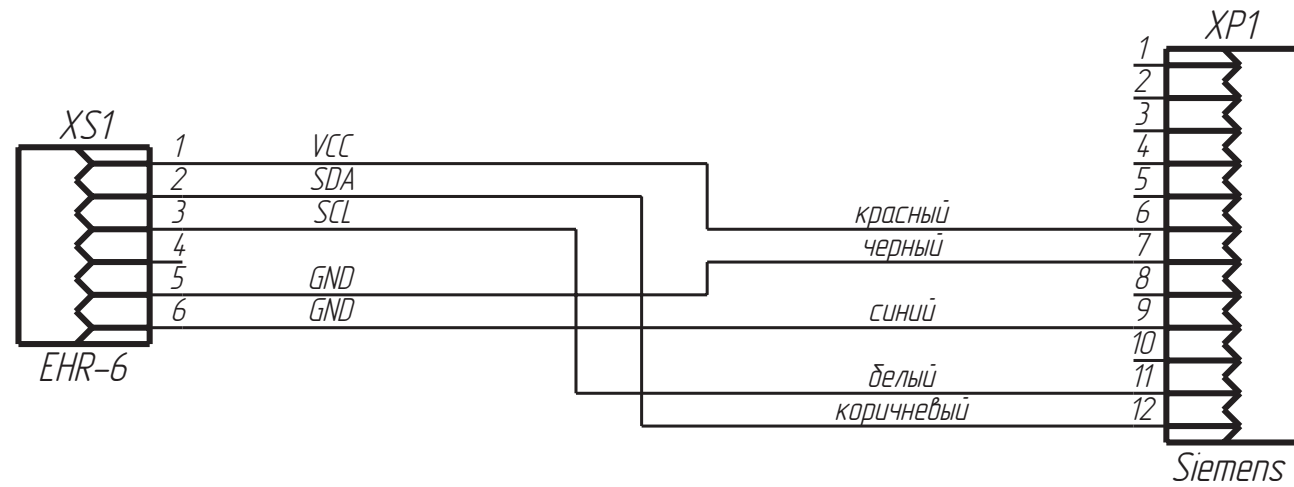 XP1
1
2
3
4
5
6
7
8
9
10
11
12
Siemens
XS1
1 VCC
2 SDA
3 SCL
4
5 GND
6 GND
EHR-6
красный
черный
синий
белый
коричневый